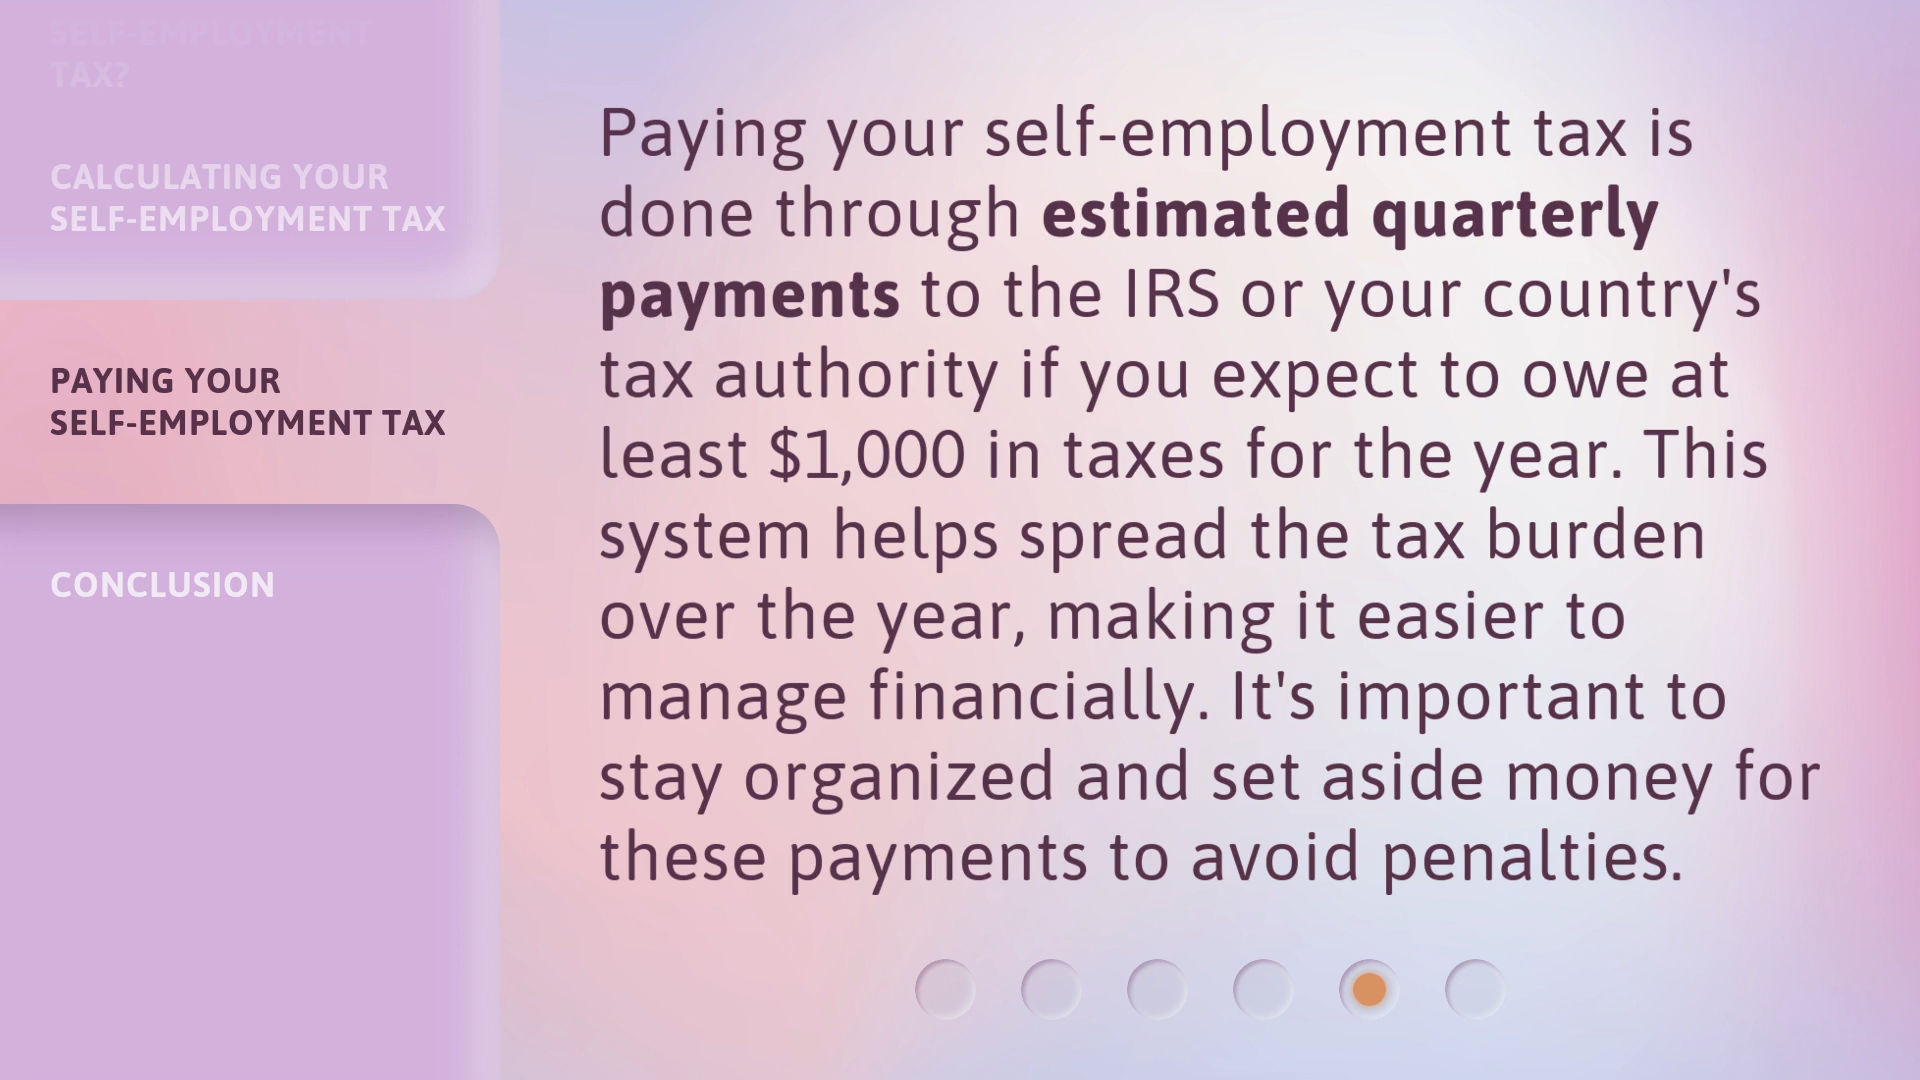 SELF-EMPLOYMENT
TAX?
CALCULATING YOUR
SELF-EMPLOYMENT TAX
PAYING YOUR
SELF-EMPLOYMENT TAX
CONCLUSION
Paying your self-employment tax is
done through estimated quarterly
payments to the IRS or your country's
tax authority if you expect to owe at
least $1,000 in taxes for the year. This
system helps spread the tax burden
over the year, making it easier to
manage financially. It's important to
stay organized and set aside money for
these payments to avoid penalties.